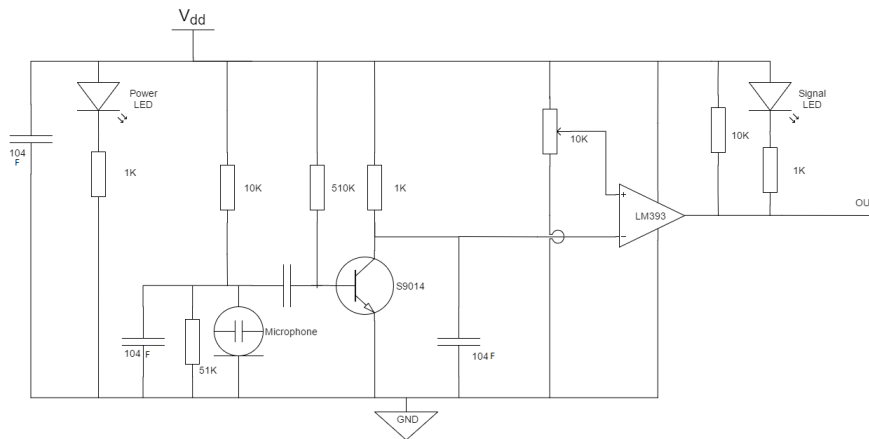 Vdd
Power
LED
Signal
LED
104
F
1K
10K
510K
1K
10K
10K
1K
+
LM393
−
OU
S9014
Microphone
104 F
51K
104 F
GND